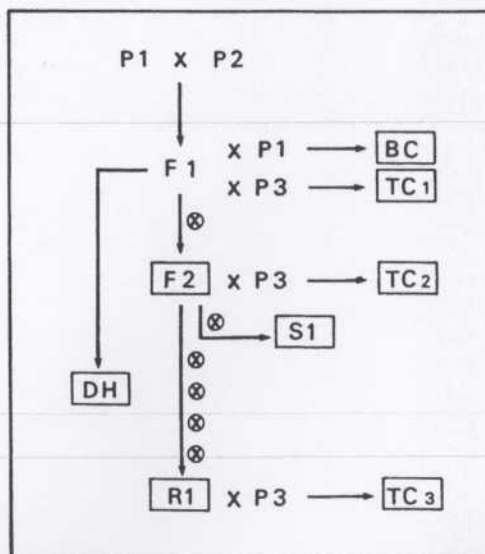 P1 x P2
F1 x P1 BC
x P3 TC1
⊗
F2 x P3 TC2
⊗ S1
⊗
DH
⊗
⊗
⊗
R1 x P3 TC3